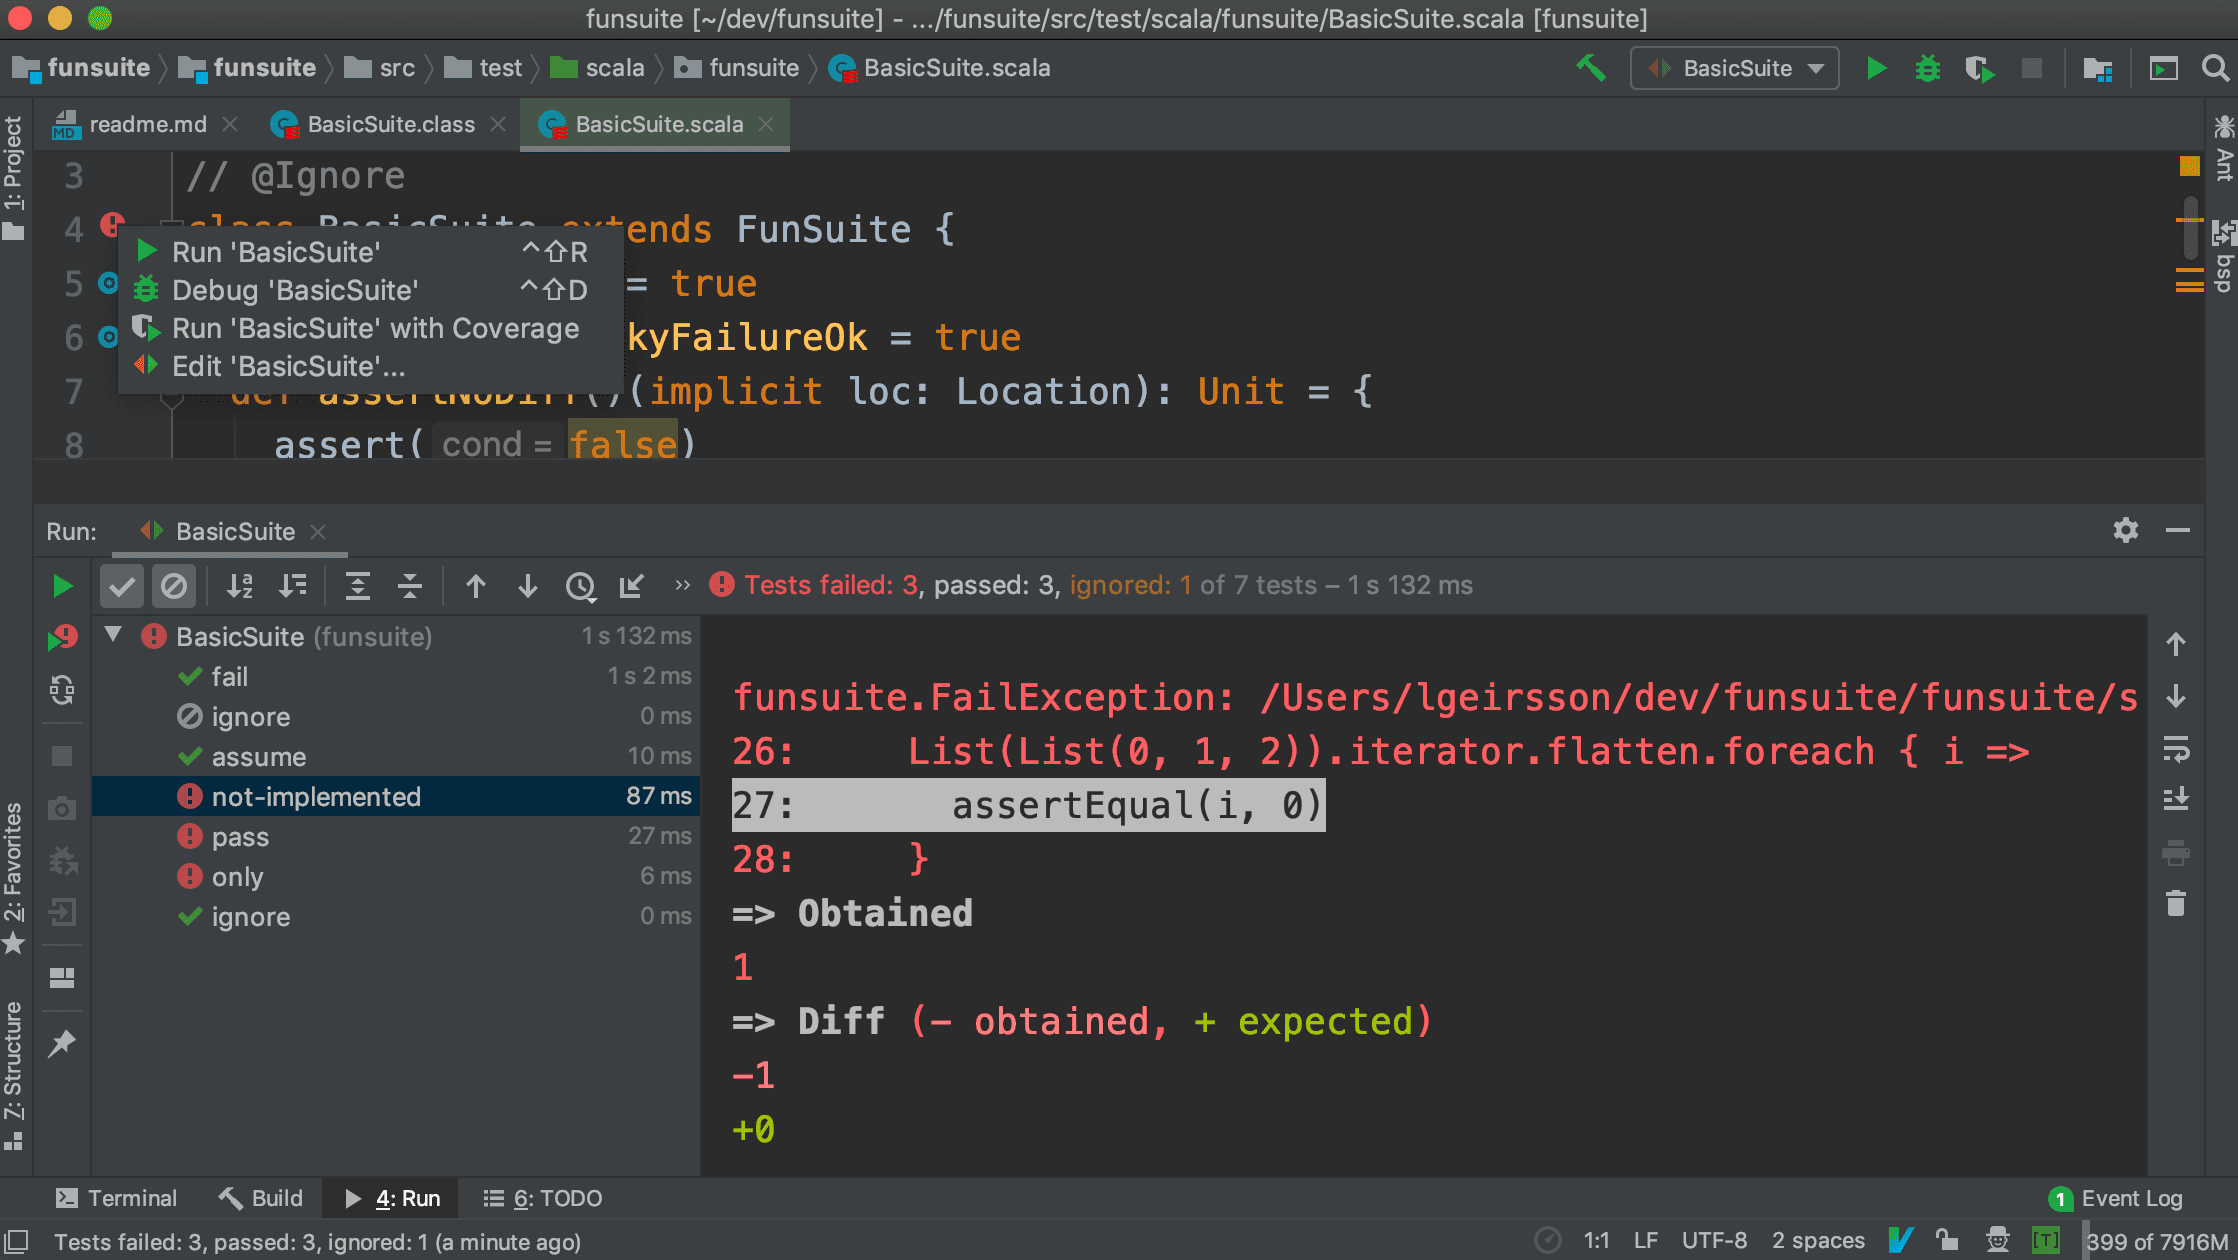 funsuite [~/dev/funsuite] - .../funsuite/src/test/scala/funsuite/BasicSuite.scala [funsuite]
funsuite funsuite src test scala funsuite BasicSuite.scala BasicSuite
readme.md BasicSuite.class BasicSuite.scala
1: Project
Ant
bsp
3 // @Ignore
4 class BasicSuite extends FunSuite {
5 = true
6 kyFailureOk = true
7 def assertNoDiff()(implicit loc: Location): Unit = {
8 assert( cond = false)
Run 'BasicSuite' ^⇧R
Debug 'BasicSuite' ^⇧D
Run 'BasicSuite' with Coverage
Edit 'BasicSuite'...
Run: BasicSuite
Tests failed: 3, passed: 3, ignored: 1 of 7 tests – 1 s 132 ms
BasicSuite (funsuite) 1 s 132 ms
fail 1 s 2 ms
ignore 0 ms
assume 10 ms
not-implemented 87 ms
pass 27 ms
only 6 ms
ignore 0 ms
funsuite.FailException: /Users/lgeirsson/dev/funsuite/funsuite/s
26: List(List(0, 1, 2)).iterator.flatten.foreach { i =>
27: assertEqual(i, 0)
28: }
=> Obtained
1
=> Diff (- obtained, + expected)
-1
+0
2: Favorites
7: Structure
Terminal Build 4: Run 6: TODO 1 Event Log
Tests failed: 3, passed: 3, ignored: 1 (a minute ago) 1:1 LF UTF-8 2 spaces [T] 399 of 7916M